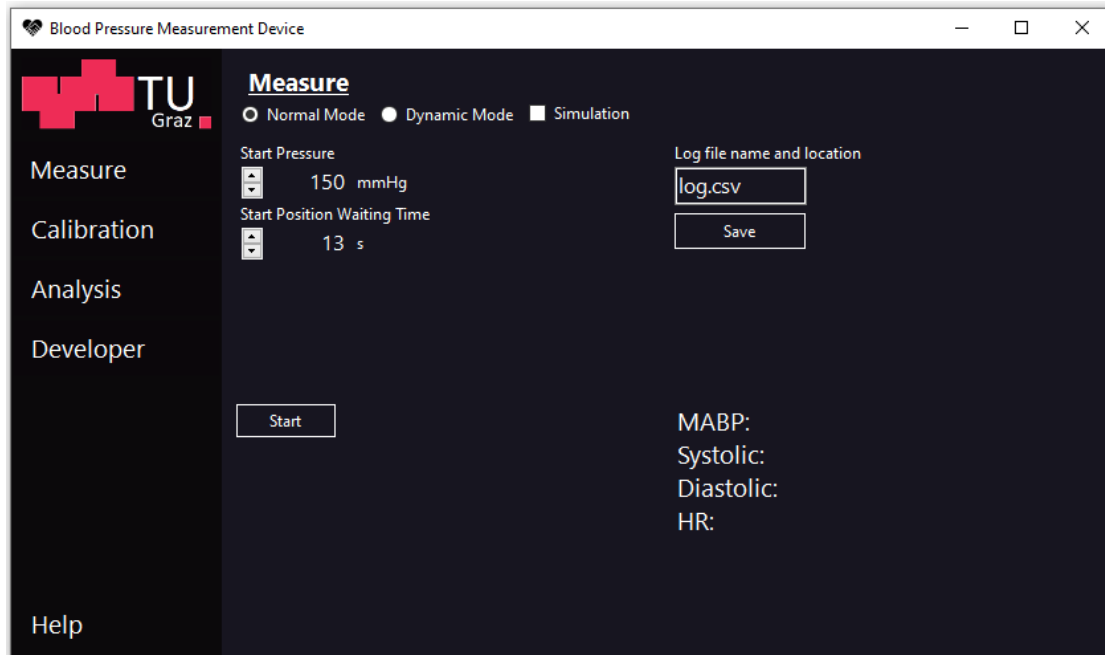 Blood Pressure Measurement Device
TU
Graz
Measure
Calibration
Analysis
Developer
Help
Measure
Normal Mode Dynamic Mode Simulation
Start Pressure
150 mmHg
Start Position Waiting Time
13 s
Log file name and location
log.csv
Save
Start
MABP:
Systolic:
Diastolic:
HR: